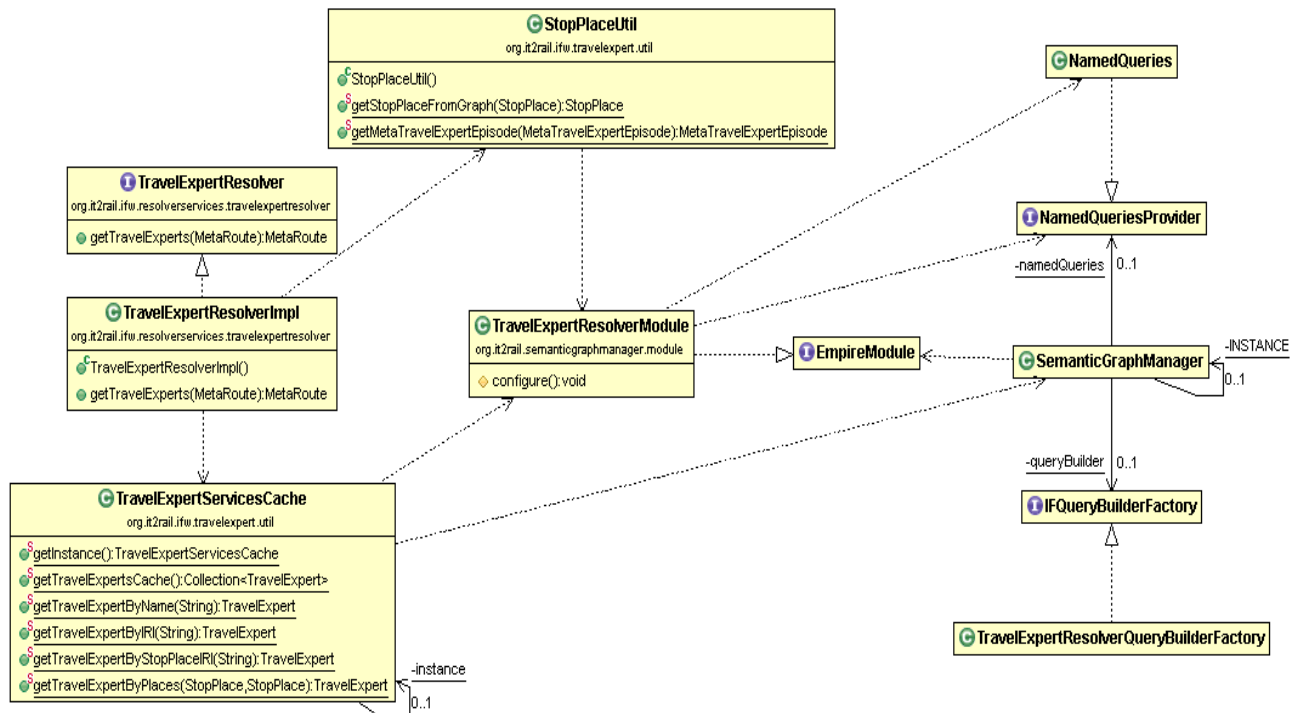 StopPlaceUtil
org.it2rail.ifw.travelexpert.util
StopPlaceUtil()
getStopPlaceFromGraph(StopPlace):StopPlace
getMetaTravelExpertEpisode(MetaTravelExpertEpisode):MetaTravelExpertEpisode
NamedQueries
TravelExpertResolver
org.it2rail.ifw.resolverservices.travelexpertresolver
getTravelExperts(MetaRoute):MetaRoute
NamedQueriesProvider
-namedQueries
0..1
TravelExpertResolverImpl
org.it2rail.ifw.resolverservices.travelexpertresolver
TravelExpertResolverImpl()
getTravelExperts(MetaRoute):MetaRoute
TravelExpertResolverModule
org.it2rail.semanticgraphmanager.module
configure():void
EmpireModule
SemanticGraphManager
-INSTANCE
0..1
-queryBuilder
0..1
IFQueryBuilderFactory
TravelExpertResolverQueryBuilderFactory
TravelExpertServicesCache
org.it2rail.ifw.travelexpert.util
getInstance():TravelExpertServicesCache
getTravelExpertsCache():Collection<TravelExpert>
getTravelExpertByName(String):TravelExpert
getTravelExpertByIRI(String):TravelExpert
getTravelExpertByStopPlaceIRI(String):TravelExpert
getTravelExpertByPlaces(StopPlace,StopPlace):TravelExpert
-instance
0..1